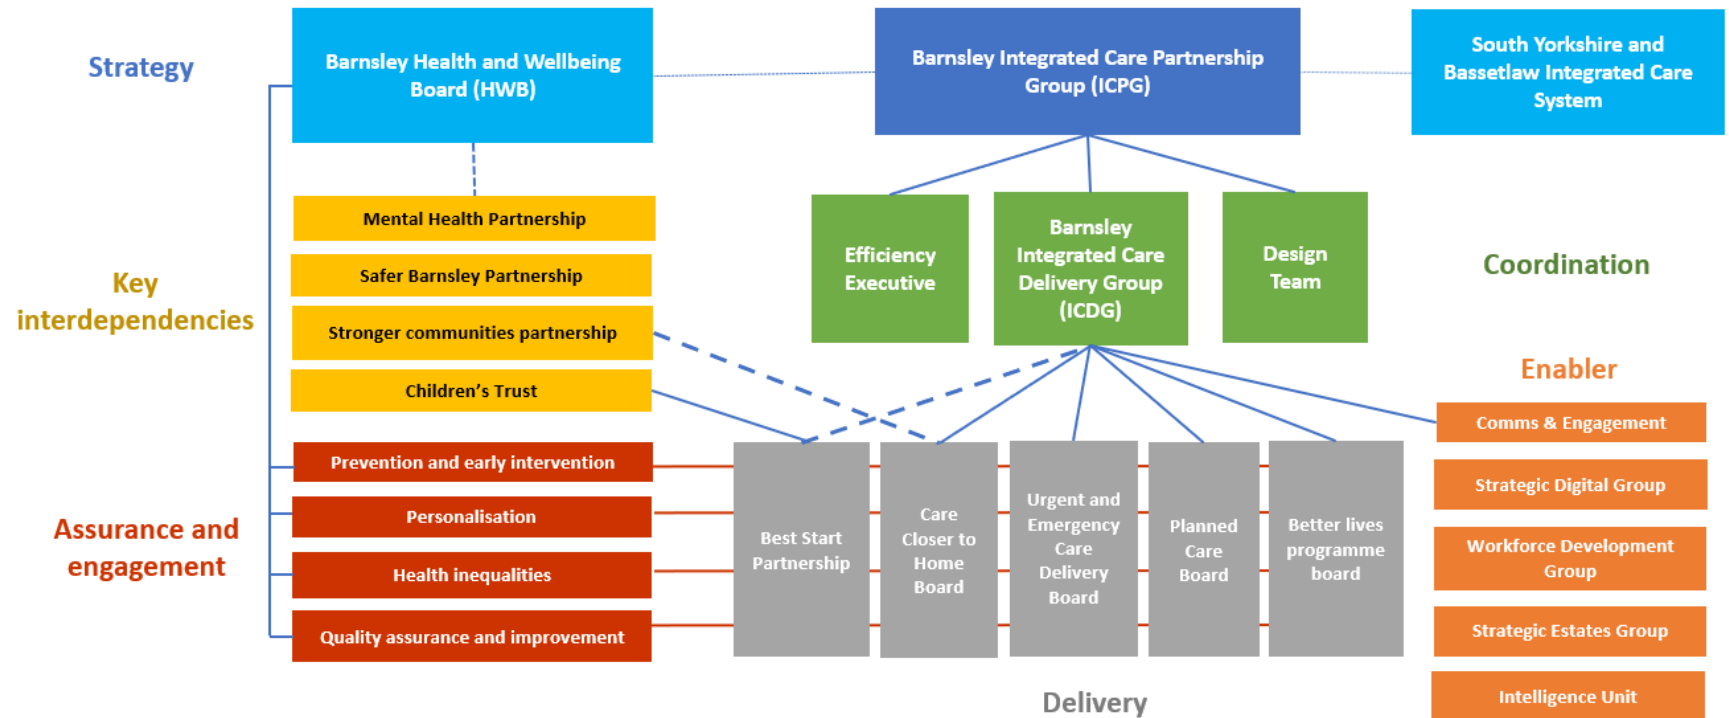 Strategy
Barnsley Health and Wellbeing
Board (HWB)
Barnsley Integrated Care Partnership
Group (ICPG)
South Yorkshire and
Bassetlaw Integrated Care
System
Key
interdependencies
Mental Health Partnership
Safer Barnsley Partnership
Stronger communities partnership
Children’s Trust
Efficiency
Executive
Barnsley
Integrated Care
Delivery Group
(ICDG)
Design
Team
Coordination
Assurance and
engagement
Prevention and early intervention
Personalisation
Health inequalities
Quality assurance and improvement
Best Start
Partnership
Care
Closer to
Home
Board
Urgent and
Emergency
Care
Delivery
Board
Planned
Care
Board
Better lives
programme
board
Delivery
Enabler
Comms & Engagement
Strategic Digital Group
Workforce Development
Group
Strategic Estates Group
Intelligence Unit